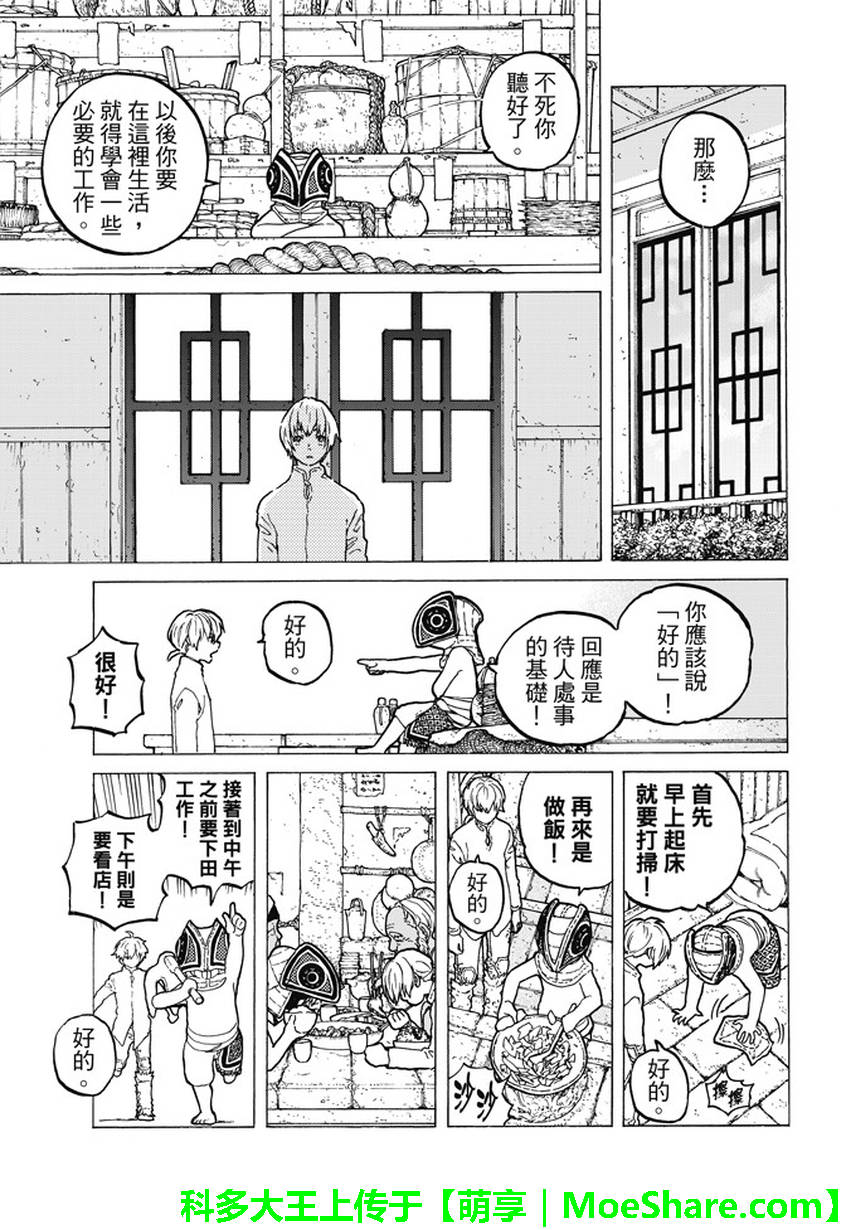 那麼…
不死你
聽好了。
以後你要
在這裡生活，
就得學會一些
必要的工作。
你應該說
「好的」！
回應是
待人處事
的基礎！
好的。
很好！
首先
早上起床
就要打掃！
好的。
擦擦
再來是
做飯！
好的。
沙沙
接著到中午
之前要下田
工作！
下午則是
要看店！
好的。
科多大王上传于【萌享｜MoeShare.com】